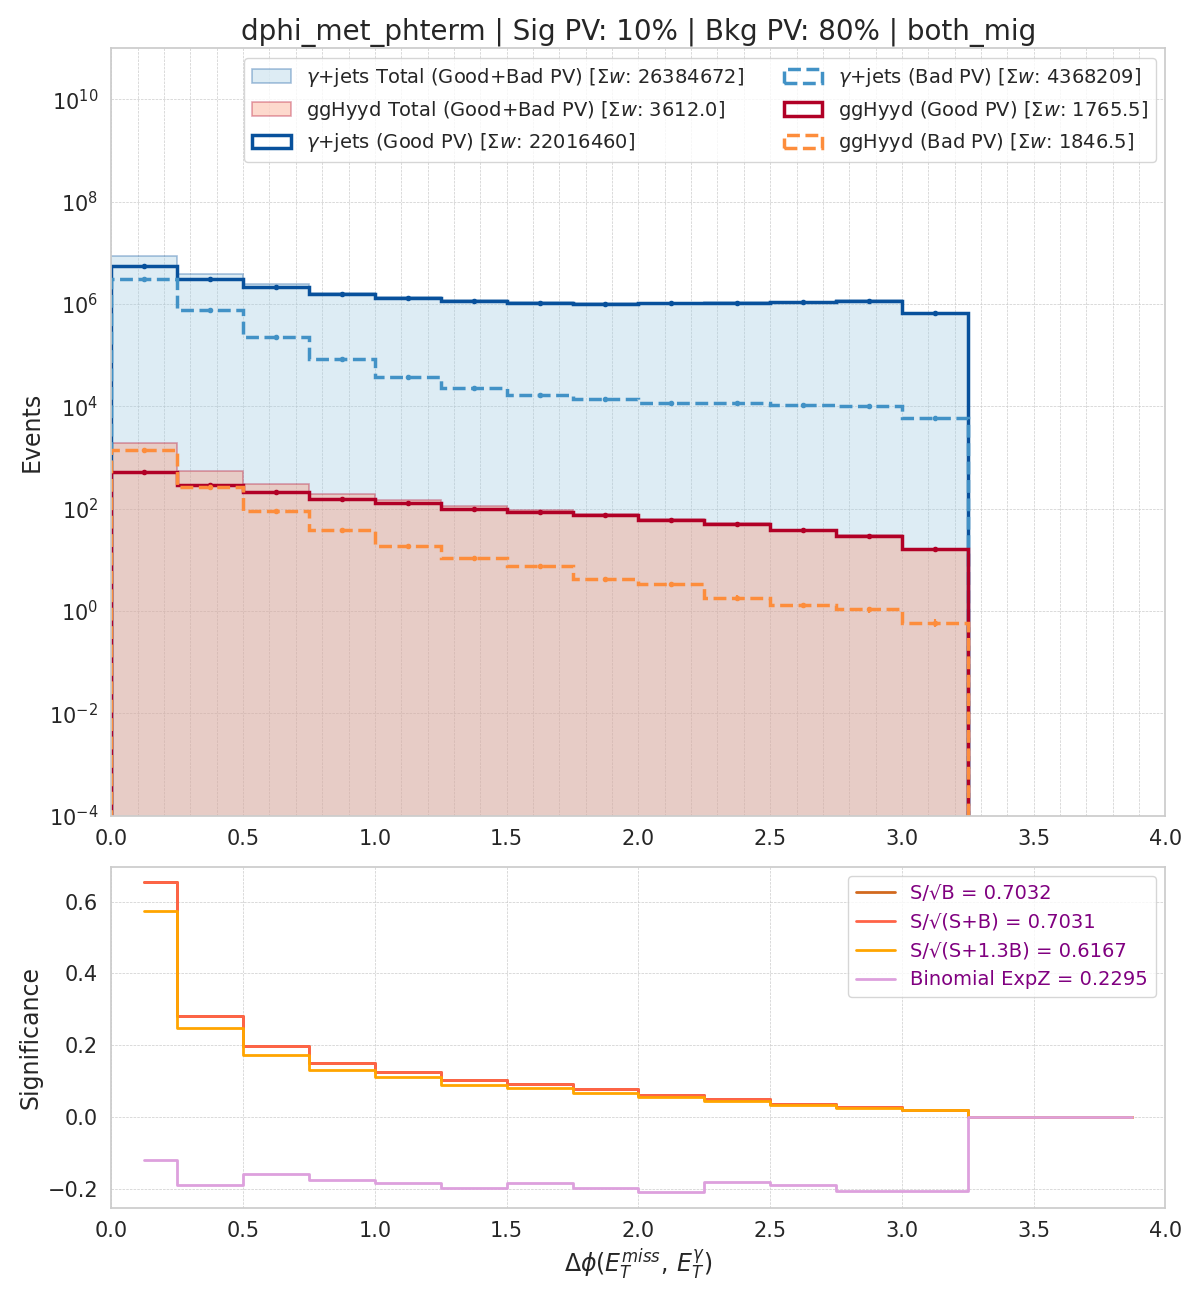 dphi_met_phterm | Sig PV: 10% | Bkg PV: 80% | both_mig
γ+jets Total (Good+Bad PV) [Σw: 26384672]
ggHyyd Total (Good+Bad PV) [Σw: 3612.0]
γ+jets (Good PV) [Σw: 22016460]
γ+jets (Bad PV) [Σw: 4368209]
ggHyyd (Good PV) [Σw: 1765.5]
ggHyyd (Bad PV) [Σw: 1846.5]
Events
10^10
10^8
10^6
10^4
10^2
10^0
10^−2
10^−4
0.0 0.5 1.0 1.5 2.0 2.5 3.0 3.5 4.0
S/√B = 0.7032
S/√(S+B) = 0.7031
S/√(S+1.3B) = 0.6167
Binomial ExpZ = 0.2295
Significance
0.6
0.4
0.2
0.0
−0.2
0.0 0.5 1.0 1.5 2.0 2.5 3.0 3.5 4.0
Δϕ(E_T^miss, E_T^γ)